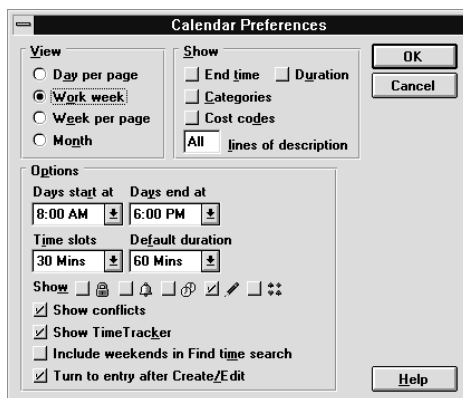 Calendar Preferences
View
Day per page
Work week
Week per page
Month
Show
End time Duration
Categories
Cost codes
All lines of description
OK
Cancel
Options
Days start at Days end at
8:00 AM 6:00 PM
Time slots Default duration
30 Mins 60 Mins
Show
Show conflicts
Show TimeTracker
Include weekends in Find time search
Turn to entry after Create/Edit
Help